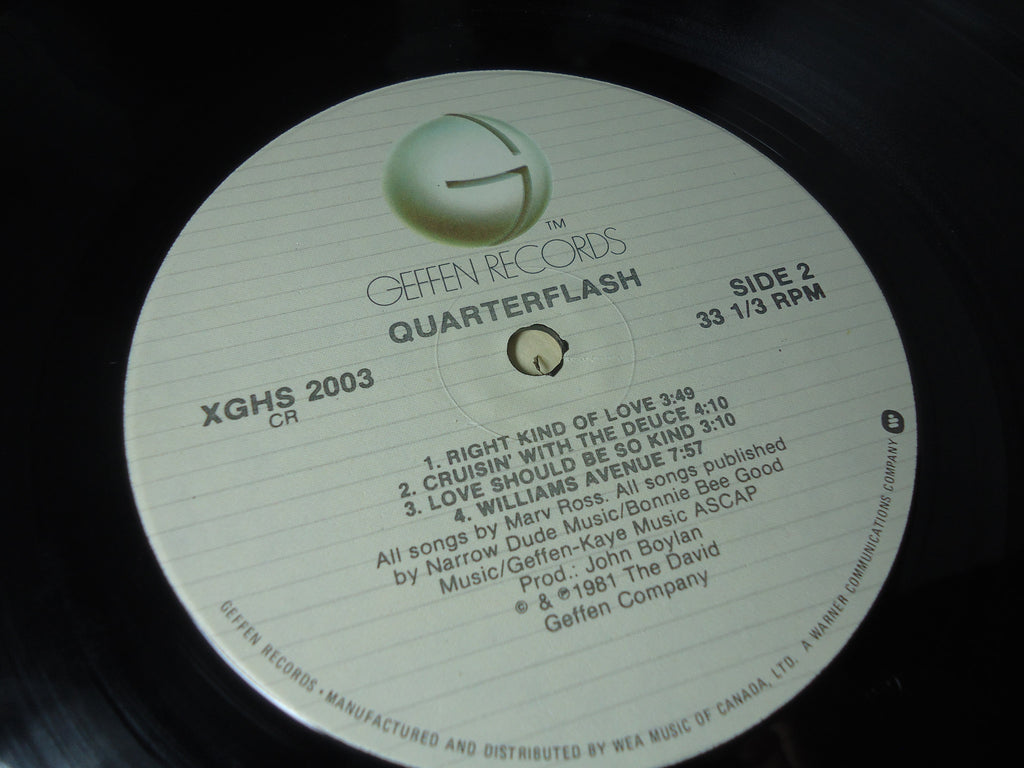 TM
GEFFEN RECORDS
QUARTERFLASH
SIDE 2
33 1/3 RPM
XGHS 2003
CR
1. RIGHT KIND OF LOVE 3:49
2. CRUISIN' WITH THE DEUCE 4:10
3. LOVE SHOULD BE SO KIND 3:10
4. WILLIAMS AVENUE 7:57
All songs by Marv Ross. All songs published
by Narrow Dude Music/Bonnie Bee Good
Music/Geffen-Kaye Music ASCAP
Prod.: John Boylan
© & ℗1981 The David
Geffen Company
GEFFEN RECORDS • MANUFACTURED AND DISTRIBUTED BY WEA MUSIC OF CANADA, LTD. A WARNER COMMUNICATIONS COMPANY